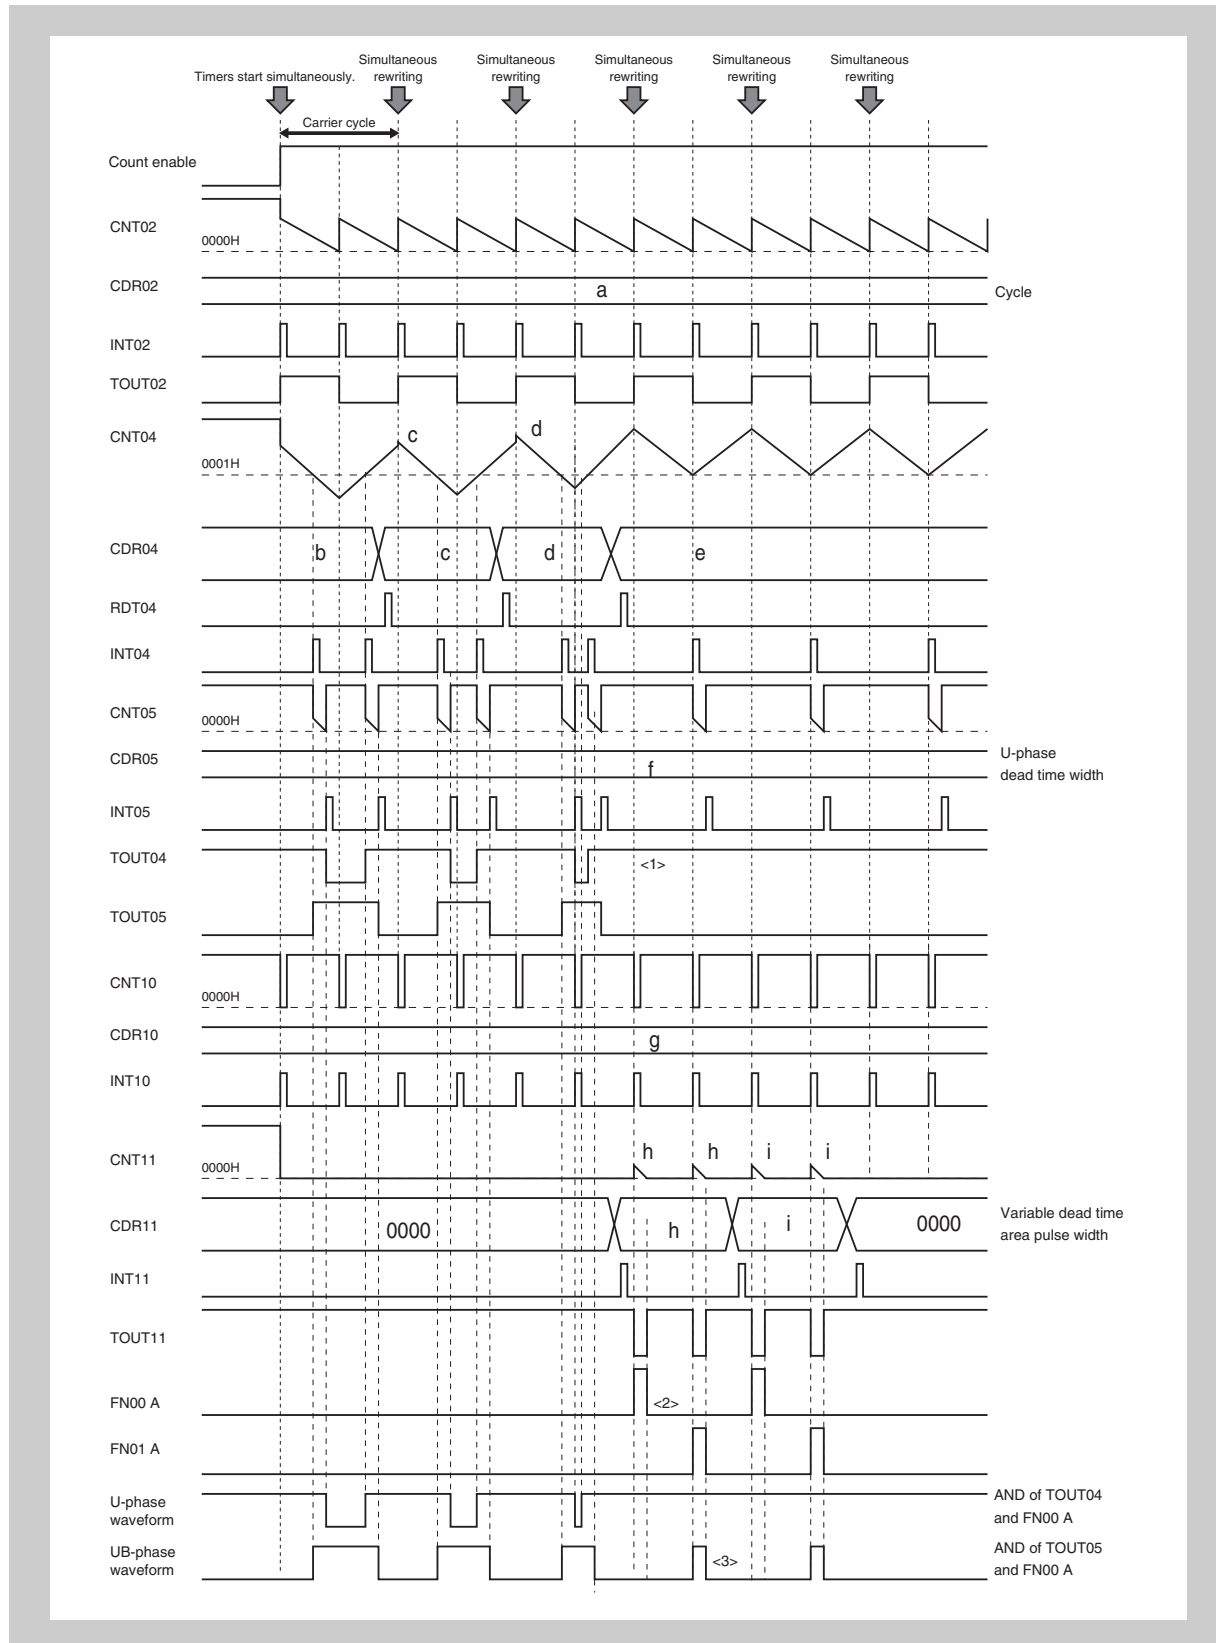 Timers start simultaneously.
Simultaneous
rewriting
Simultaneous
rewriting
Simultaneous
rewriting
Simultaneous
rewriting
Simultaneous
rewriting
Carrier cycle
Count enable
CNT02
0000H
CDR02
a
Cycle
INT02
TOUT02
CNT04
c
d
0001H
CDR04
b
c
d
e
RDT04
INT04
CNT05
0000H
CDR05
f
U-phase
dead time width
INT05
TOUT04
<1>
TOUT05
CNT10
0000H
CDR10
g
INT10
CNT11
h
h
i
i
0000H
CDR11
0000
h
i
0000
Variable dead time
area pulse width
INT11
TOUT11
FN00 A
<2>
FN01 A
U-phase
waveform
AND of TOUT04
and FN00 A
UB-phase
waveform
<3>
AND of TOUT05
and FN00 A